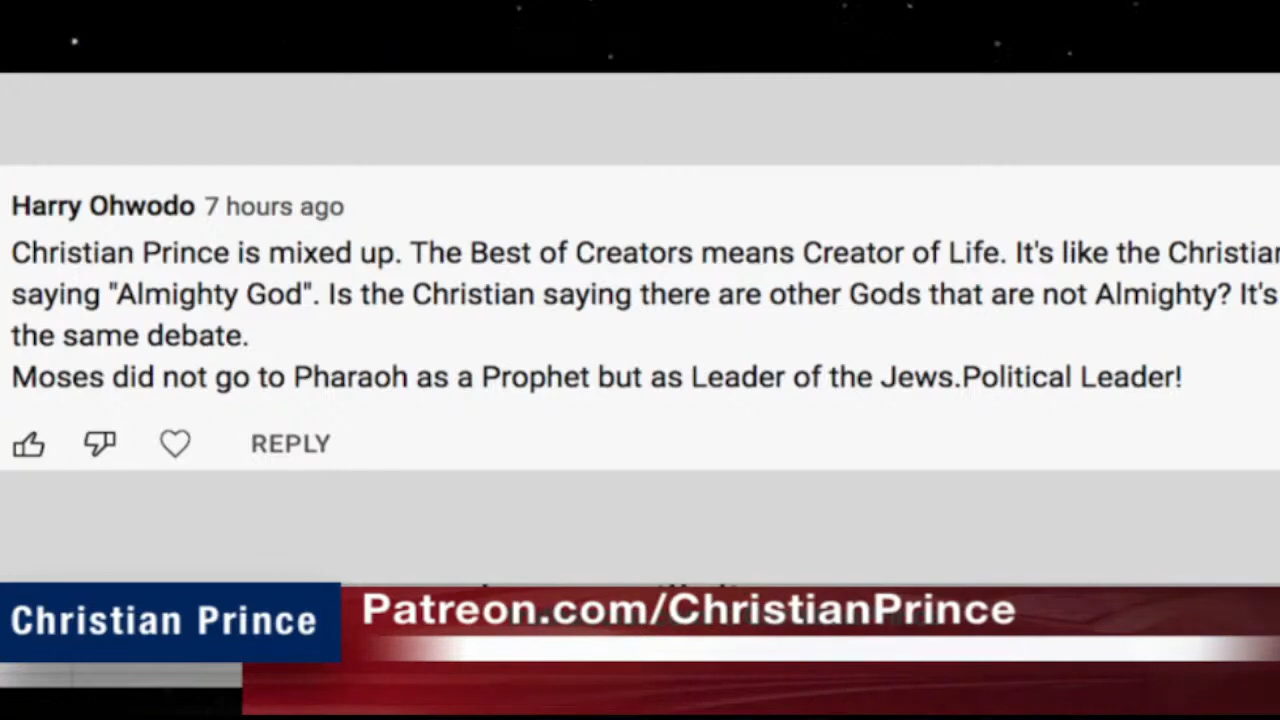 Harry Ohwodo 7 hours ago
Christian Prince is mixed up. The Best of Creators means Creator of Life. It's like the Christian
saying "Almighty God". Is the Christian saying there are other Gods that are not Almighty? It's
the same debate.
Moses did not go to Pharaoh as a Prophet but as Leader of the Jews.Political Leader!
REPLY
Christian Prince
Patreon.com/ChristianPrince